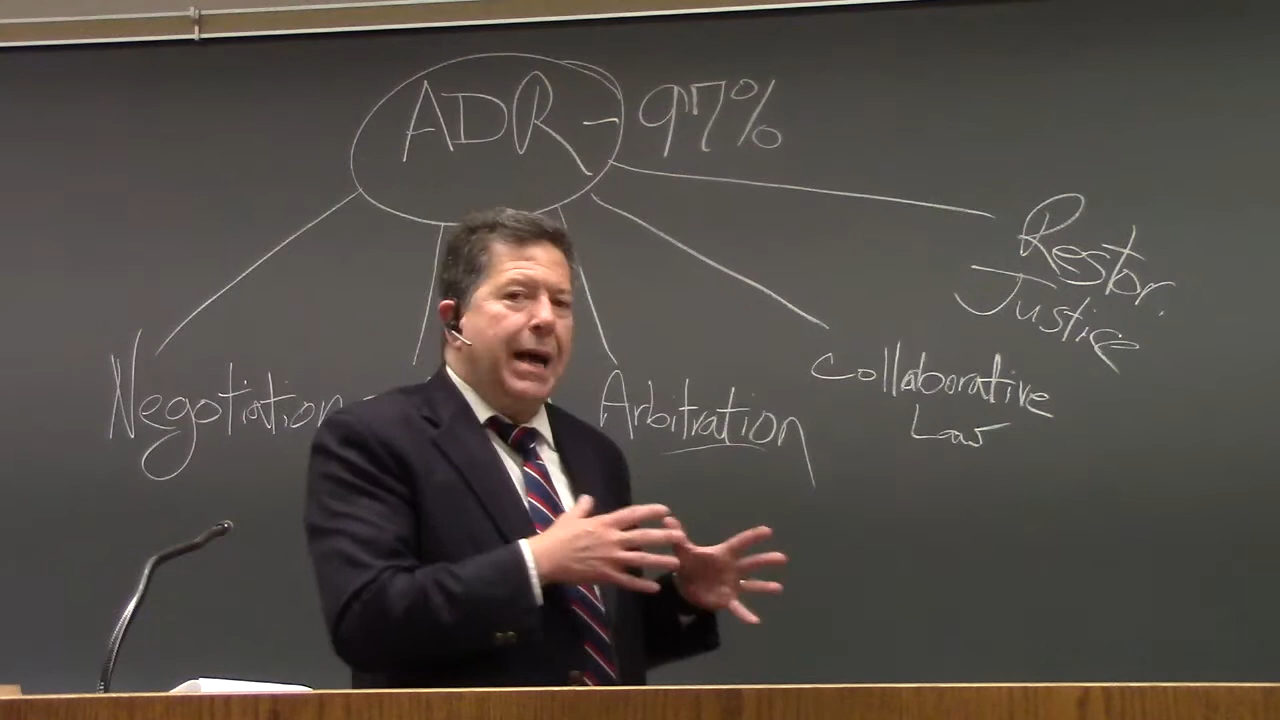 ADR - 97%
Restor.
Justice
Negotiation
Arbitration
Collaborative
Law